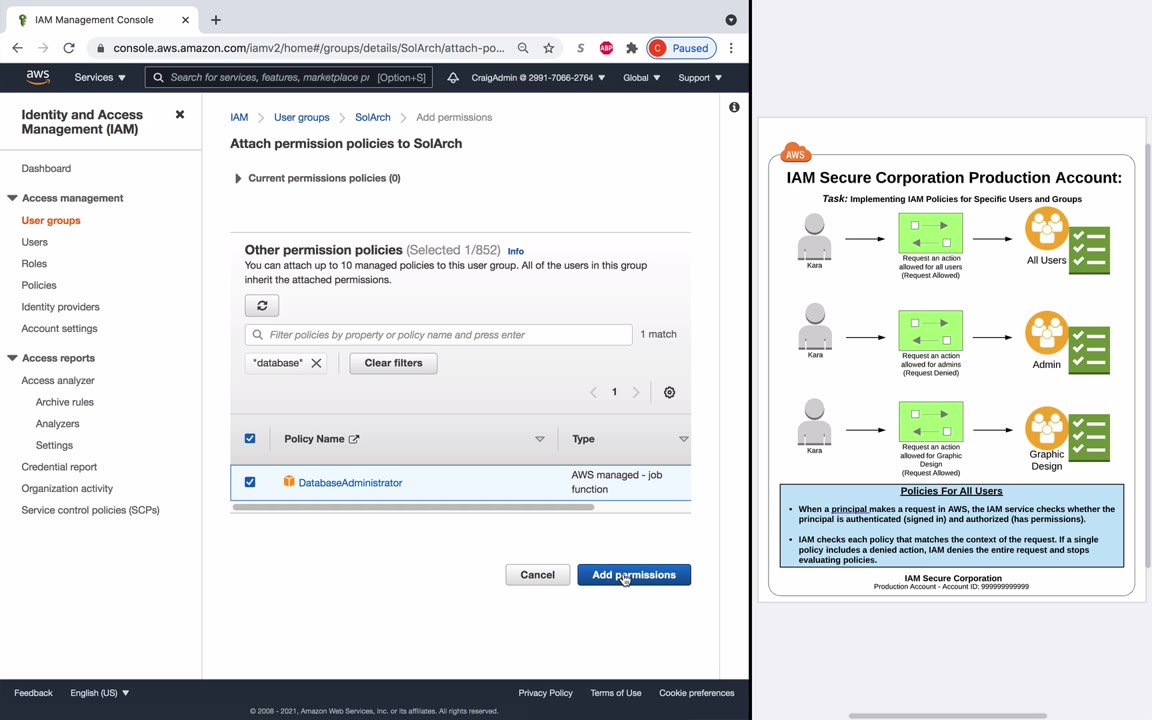 IAM Management Console
console.aws.amazon.com/iamv2/home#/groups/details/SolArch/attach-po...
S
ABP
C
Paused
aws
Services
Search for services, features, marketplace pr
[Option+S]
CraigAdmin @ 2991-7066-2764
Global
Support
Identity and Access
Management (IAM)
Dashboard
Access management
User groups
Users
Roles
Policies
Identity providers
Account settings
Access reports
Access analyzer
Archive rules
Analyzers
Settings
Credential report
Organization activity
Service control policies (SCPs)
IAM
User groups
SolArch
Add permissions
Attach permission policies to SolArch
Current permissions policies (0)
Other permission policies (Selected 1/852) Info
You can attach up to 10 managed policies to this user group. All of the users in this group
inherit the attached permissions.
Filter policies by property or policy name and press enter
1 match
"database"
Clear filters
1
Policy Name
Type
DatabaseAdministrator
AWS managed - job
function
Cancel
Add permissions
Feedback
English (US)
Privacy Policy
Terms of Use
Cookie preferences
© 2008 - 2021, Amazon Web Services, Inc. or its affiliates. All rights reserved.
AWS
IAM Secure Corporation Production Account:
Task: Implementing IAM Policies for Specific Users and Groups
Kara
Request an action
allowed for all users
(Request Allowed)
All Users
Kara
Request an action
allowed for admins
(Request Denied)
Admin
Kara
Request an action
allowed for Graphic
Design
(Request Allowed)
Graphic
Design
Policies For All Users
• When a principal makes a request in AWS, the IAM service checks whether the
principal is authenticated (signed in) and authorized (has permissions).
• IAM checks each policy that matches the context of the request. If a single
policy includes a denied action, IAM denies the entire request and stops
evaluating policies.
IAM Secure Corporation
Production Account - Account ID: 999999999999